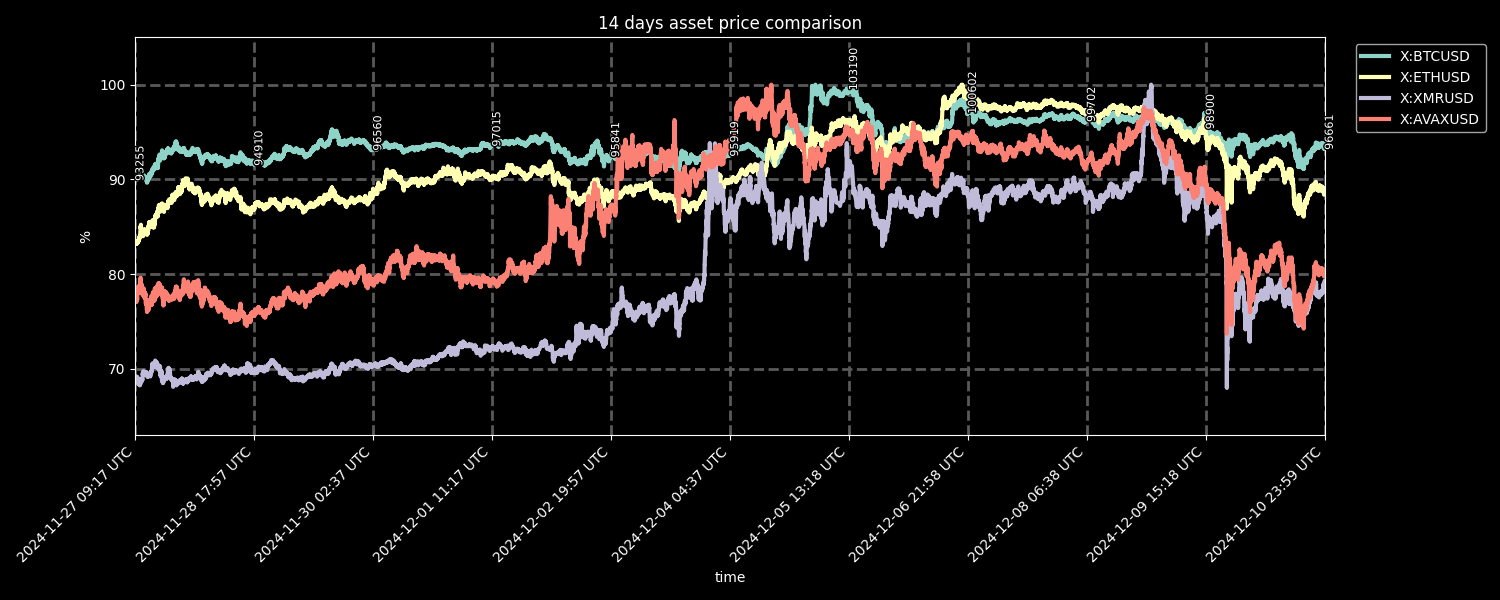 14 days asset price comparison
X:BTCUSD
X:ETHUSD
X:XMRUSD
X:AVAXUSD
100
90
80
70
%
93255
94910
96560
97015
95841
95919
103190
100602
99702
98900
96661
2024-11-27 09:17 UTC
2024-11-28 17:57 UTC
2024-11-30 02:37 UTC
2024-12-01 11:17 UTC
2024-12-02 19:57 UTC
2024-12-04 04:37 UTC
2024-12-05 13:18 UTC
2024-12-06 21:58 UTC
2024-12-08 06:38 UTC
2024-12-09 15:18 UTC
2024-12-10 23:59 UTC
time